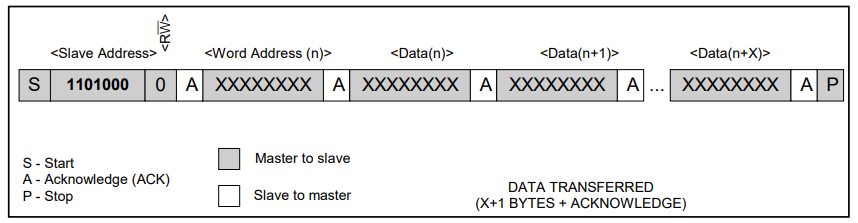 <RW>
<Slave Address> <Word Address (n)> <Data(n)> <Data(n+1)> <Data(n+X)>
S 1101000 0 A XXXXXXXX A XXXXXXXX A XXXXXXXX A ... XXXXXXXX A P
S - Start
A - Acknowledge (ACK)
P - Stop
Master to slave
Slave to master
DATA TRANSFERRED
(X+1 BYTES + ACKNOWLEDGE)